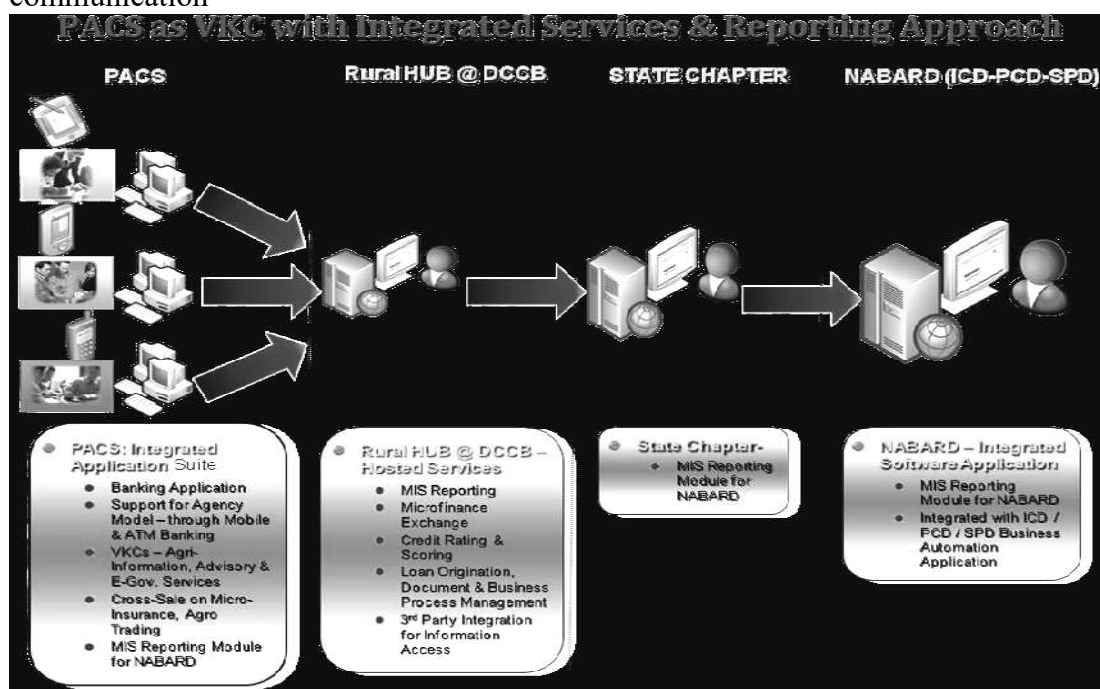 communication
PACS as VKC with Integrated Services & Reporting Approach
PACS
Rural HUB @ DCCB
STATE CHAPTER
NABARD (ICD-PCD-SPD)
PACS: Integrated
Application Suite
Banking Application
Support for Agency
Model – through Mobile
& ATM Banking
VKCs – Agri-
Information, Advisory &
E-Gov. Services
Cross-Sale on Micro-
Insurance, Agro
Trading
MIS Reporting Module
for NABARD
Rural HUB @ DCCB –
Hosted Services
MIS Reporting
Microfinance
Exchange
Credit Rating &
Scoring
Loan Origination,
Document & Business
Process Management
3rd Party Integration
for Information
Access
State Chapter-
MIS Reporting
Module for
NABARD
NABARD – Integrated
Software Application
MIS Reporting
Module for NABARD
Integrated with ICD /
PCD / SPD Business
Automation
Application